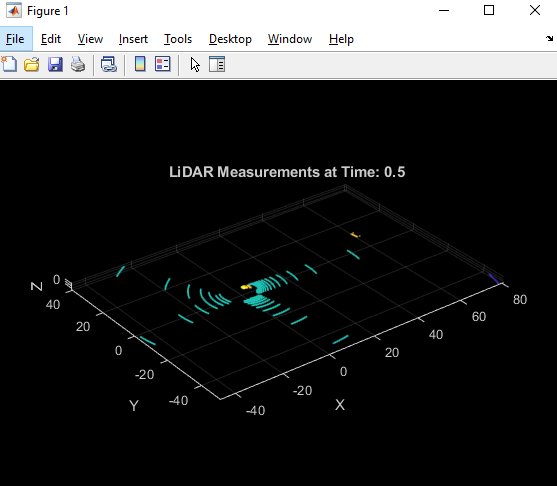 Figure 1
File Edit View Insert Tools Desktop Window Help
LiDAR Measurements at Time: 0.5
Z
0
40
20
0
-20
-40
Y
-40
-20
0
20
40
60
80
X